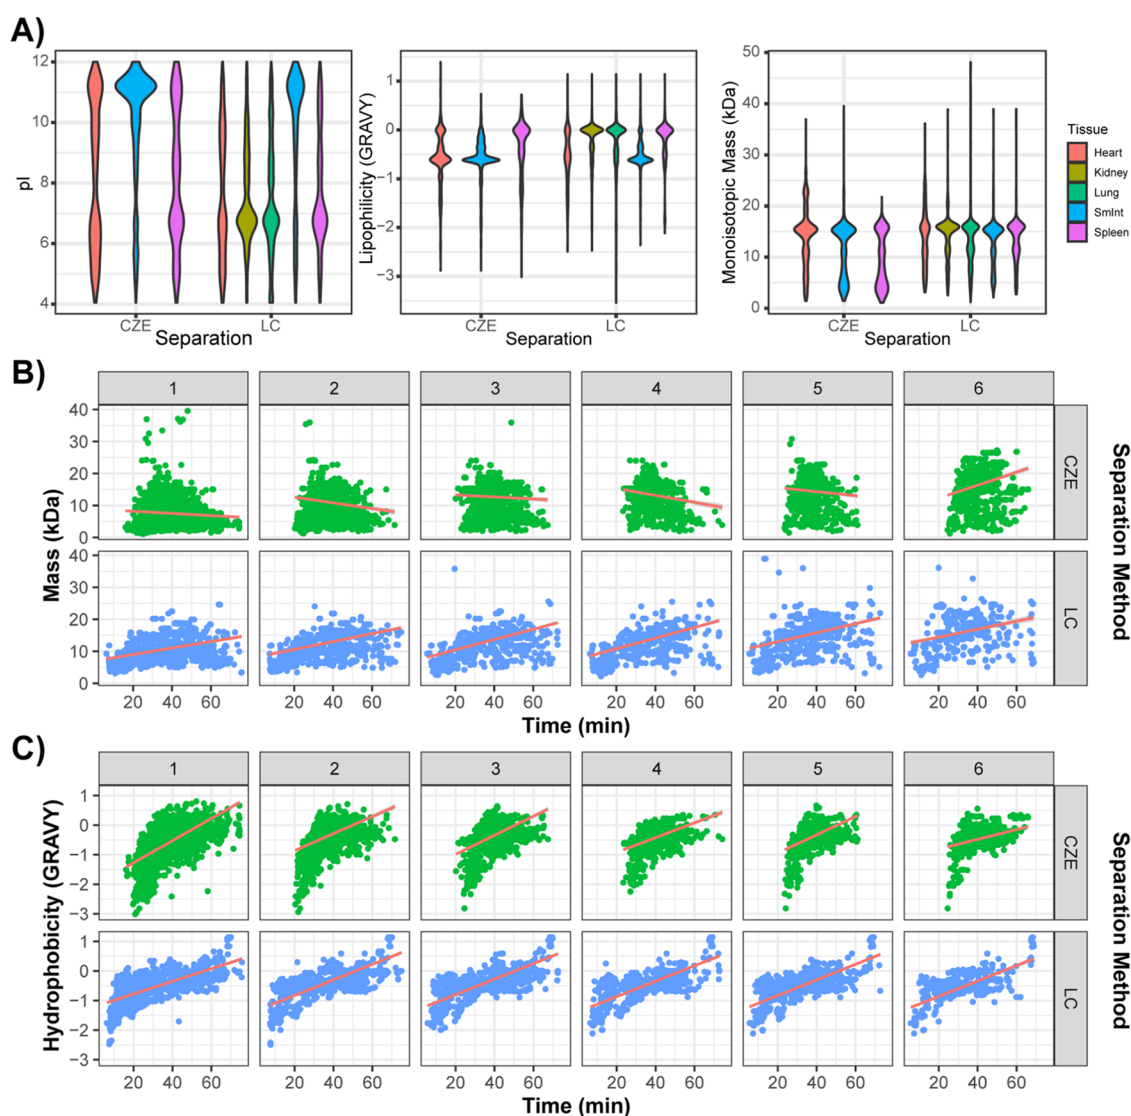 A)
pI
12
10
8
6
4
CZE
LC
Separation
Lipophilicity (GRAVY)
1
0
−1
−2
−3
CZE
LC
Separation
Monoisotopic Mass (kDa)
50
40
30
20
10
0
CZE
LC
Separation
Tissue
Heart
Kidney
Lung
SmInt
Spleen
B)
1 2 3 4 5 6
Mass (kDa)
40
30
20
10
0
CZE
40
30
20
10
0
LC
Separation Method
20 40 60 20 40 60 20 40 60 20 40 60 20 40 60 20 40 60
Time (min)
C)
1 2 3 4 5 6
Hydrophobicity (GRAVY)
1
0
−1
−2
−3
CZE
1
0
−1
−2
−3
LC
Separation Method
20 40 60 20 40 60 20 40 60 20 40 60 20 40 60 20 40 60
Time (min)